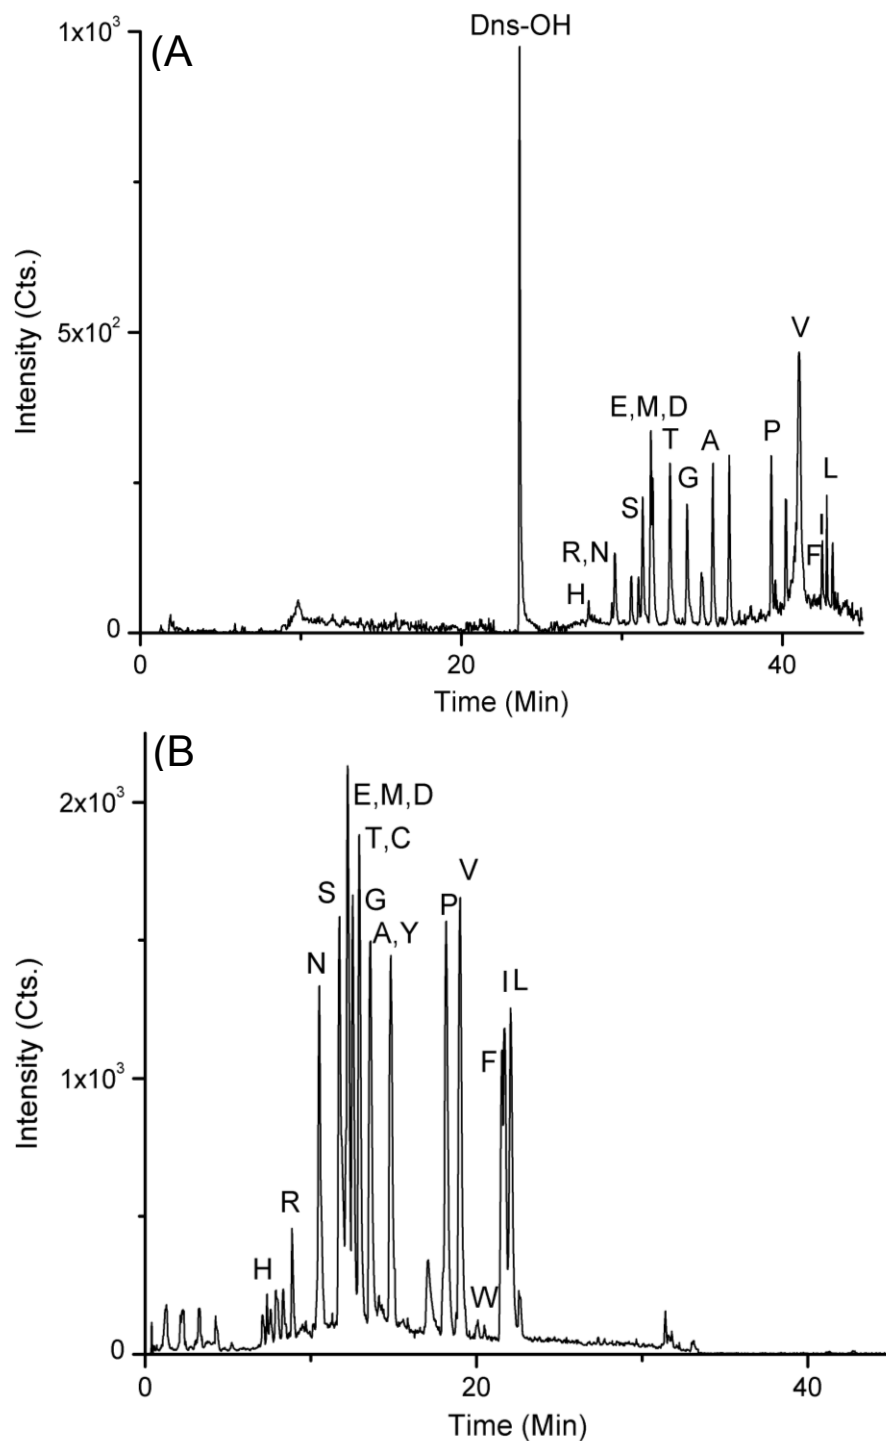 (A
Dns-OH
1x10³
5x10²
0
Intensity (Cts.)
V
E,M,D
T
A
P
G
L
S
I
R,N
F
H
0 20 40
Time (Min)
(B
2x10³
1x10³
0
Intensity (Cts.)
E,M,D
T,C
V
S
G
P
A,Y
N
I L
F
R
H
W
0 20 40
Time (Min)